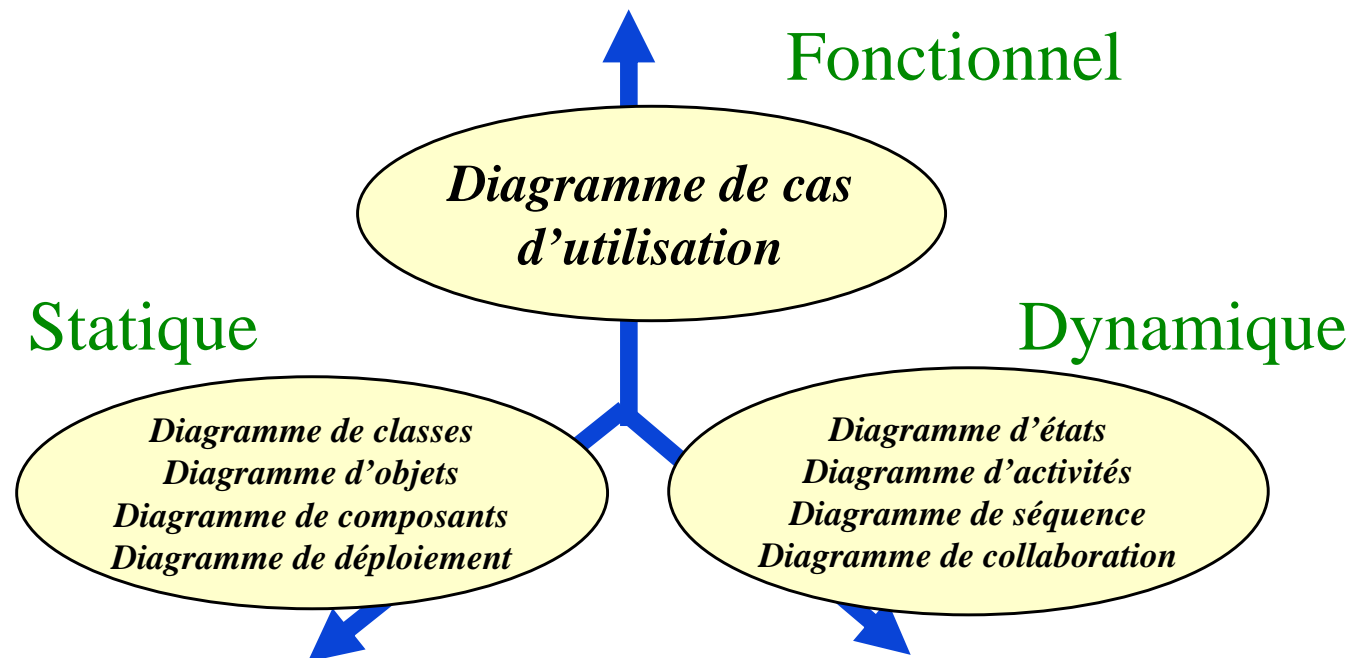 Fonctionnel
Diagramme de cas
d’utilisation
Statique
Dynamique
Diagramme de classes
Diagramme d’objets
Diagramme de composants
Diagramme de déploiement
Diagramme d’états
Diagramme d’activités
Diagramme de séquence
Diagramme de collaboration